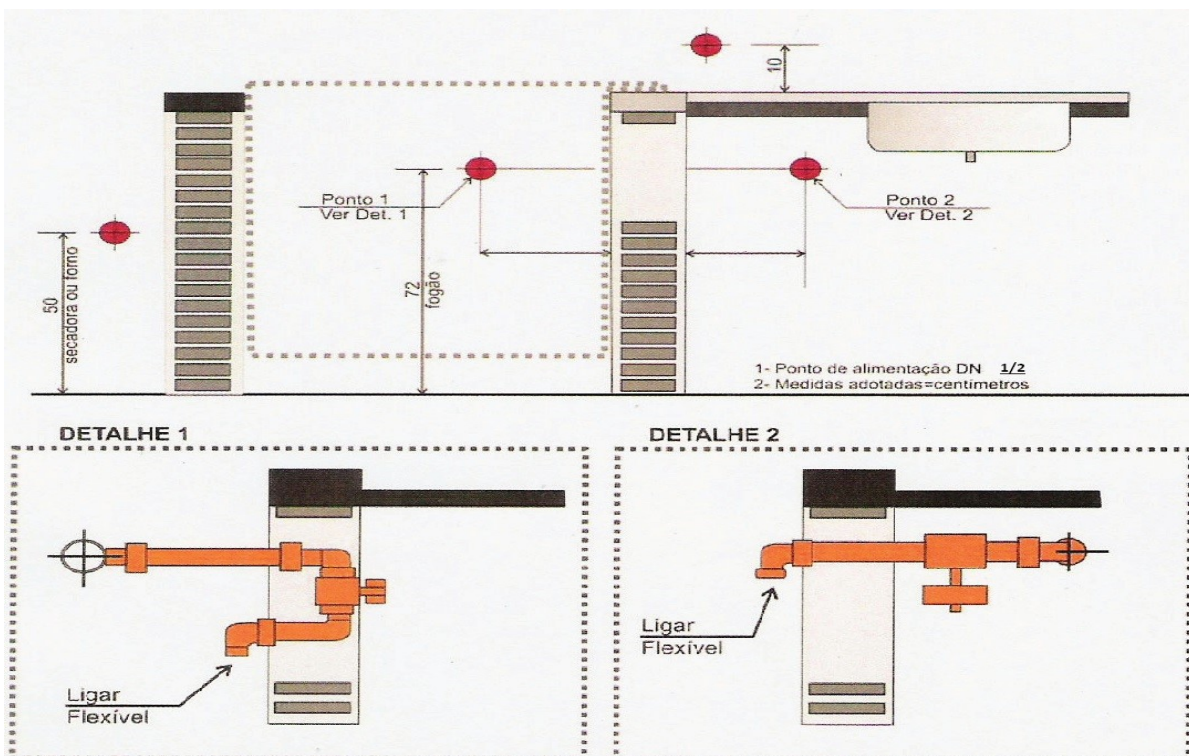 10
Ponto 1
Ver Det. 1
Ponto 2
Ver Det. 2
50
secadora ou forno
72
fogão
1- Ponto de alimentação DN 1/2
2- Medidas adotadas=centímetros
DETALHE 1
DETALHE 2
Ligar
Flexível
Ligar
Flexível